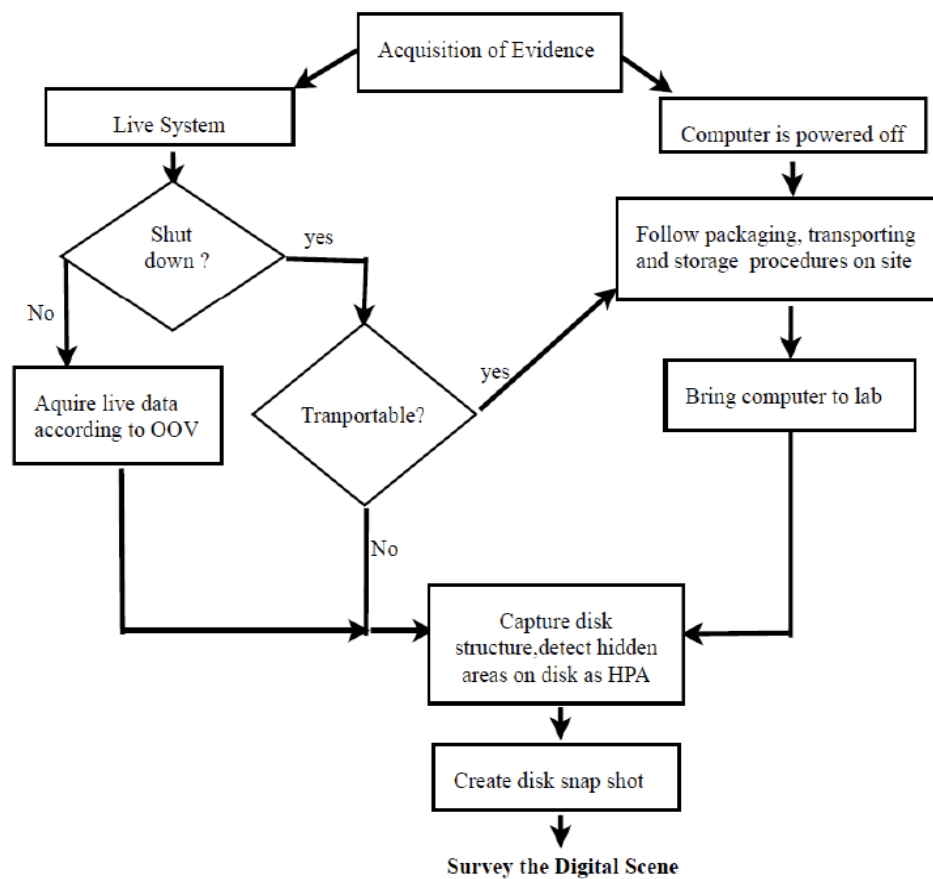 Acquisition of Evidence
Live System
Computer is powered off
Shut
down ?
yes
Follow packaging, transporting
and storage procedures on site
No
Aquire live data
according to OOV
Tranportable?
yes
Bring computer to lab
No
Capture disk
structure,detect hidden
areas on disk as HPA
Create disk snap shot
Survey the Digital Scene